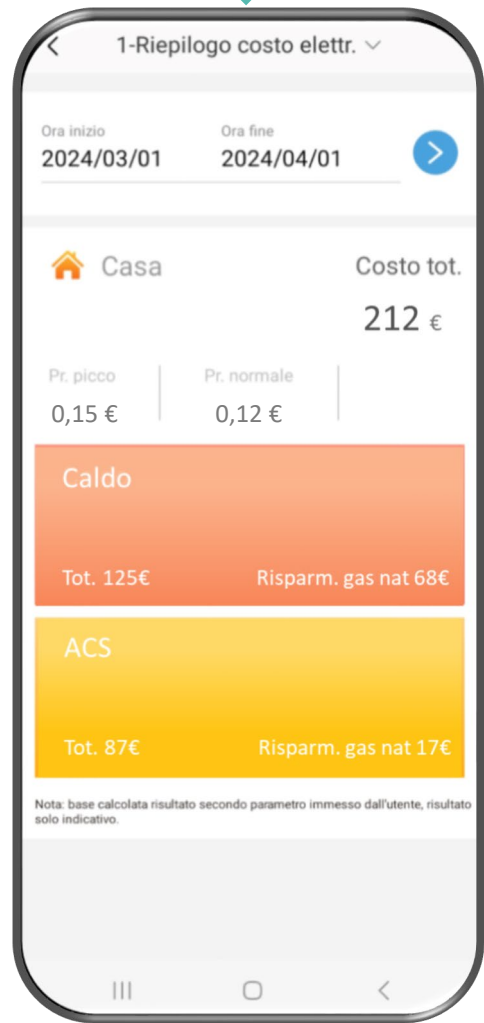 1-Riepilogo costo elettr.
Ora inizio Ora fine
2024/03/01 2024/04/01
Casa Costo tot.
212 €
Pr. picco Pr. normale
0,15 € 0,12 €
Caldo
Tot. 125€ Risparm. gas nat 68€
ACS
Tot. 87€ Risparm. gas nat 17€
Nota: base calcolata risultato secondo parametro immesso dall'utente, risultato
solo indicativo.